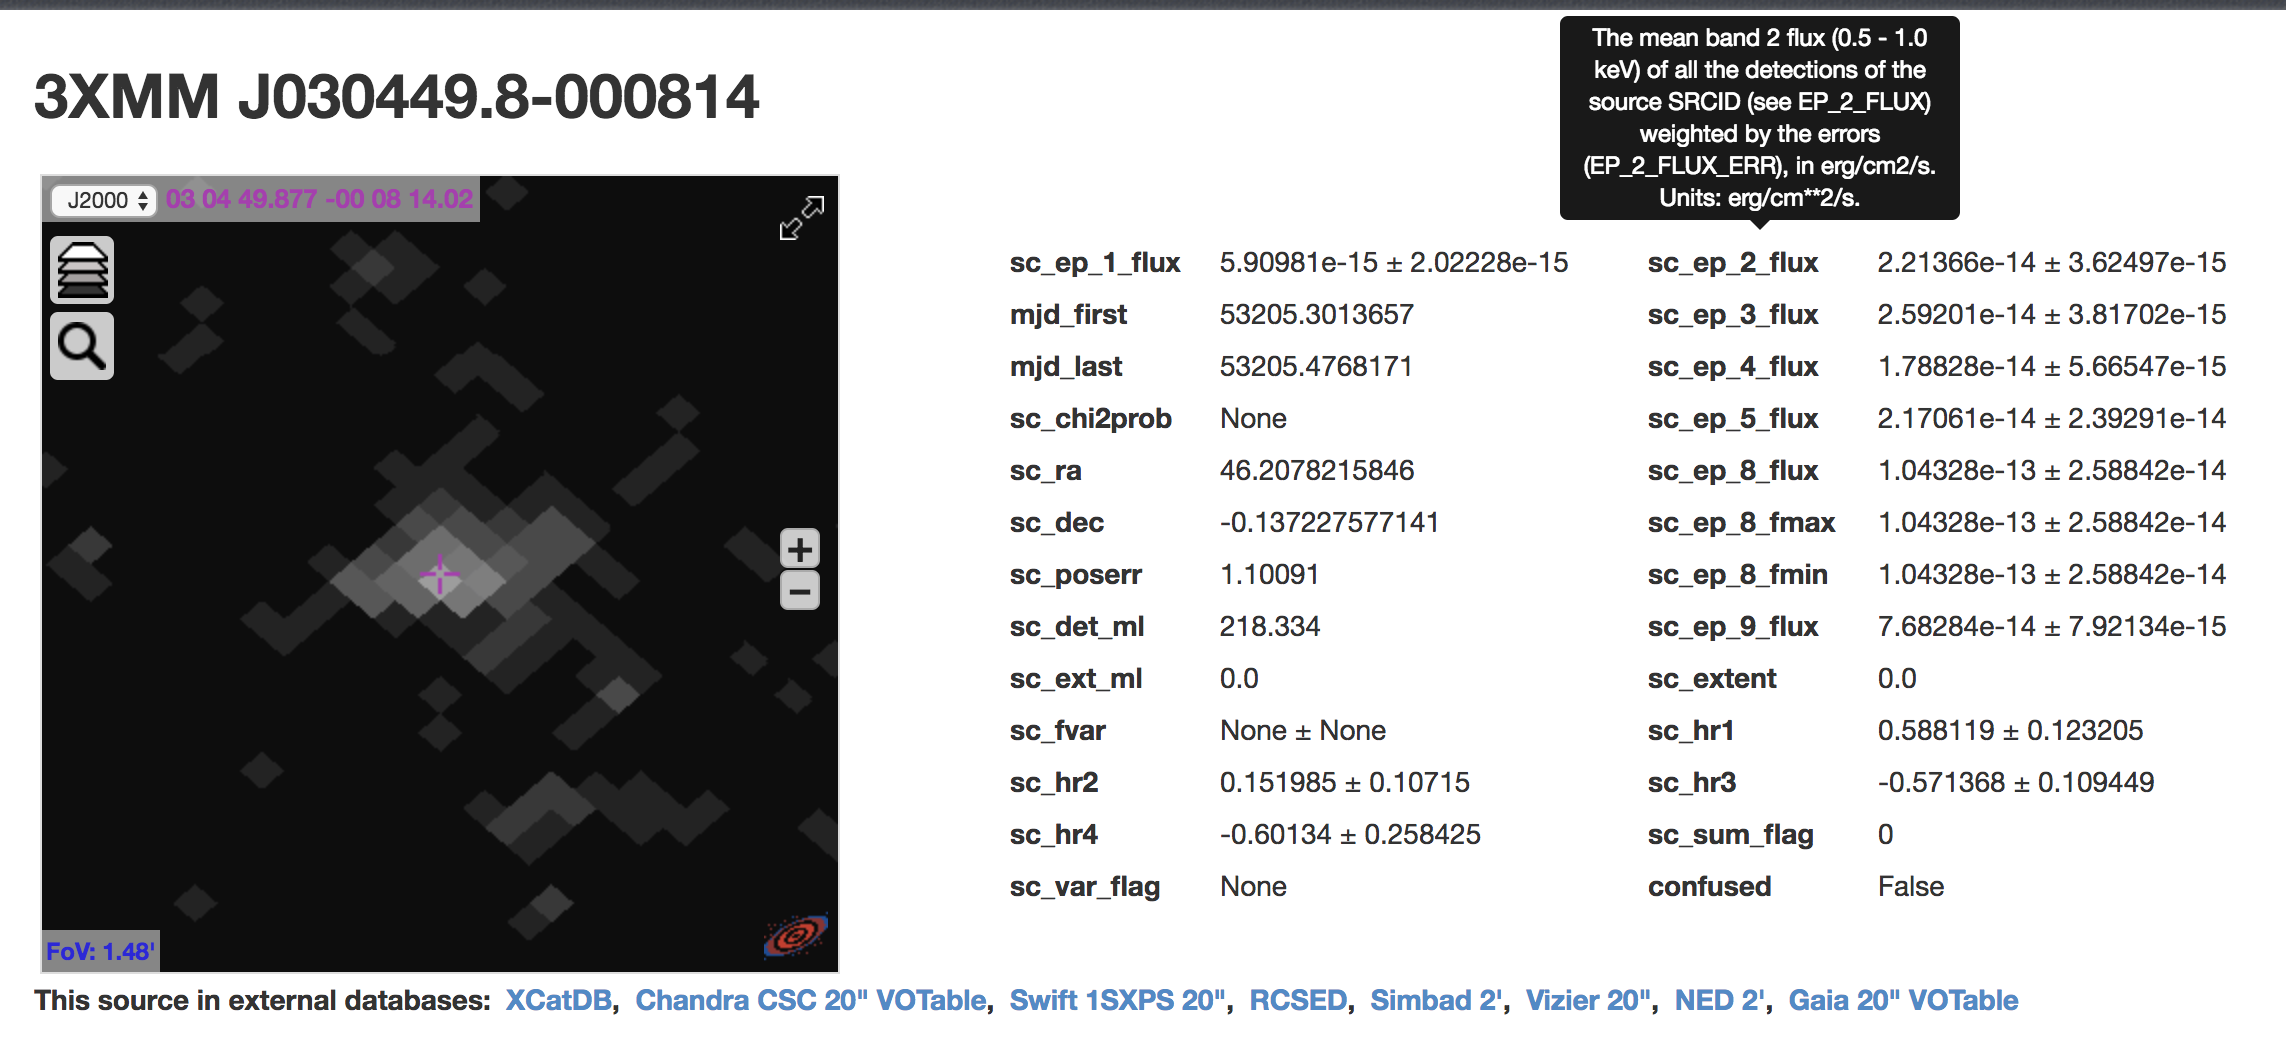 The mean band 2 flux (0.5 - 1.0
keV) of all the detections of the
source SRCID (see EP_2_FLUX)
weighted by the errors
(EP_2_FLUX_ERR), in erg/cm2/s.
Units: erg/cm**2/s.
3XMM J030449.8-000814
J2000 03 04 49.877 -00 08 14.02
+
−
FoV: 1.48'
sc_ep_1_flux 5.90981e-15 ± 2.02228e-15 sc_ep_2_flux 2.21366e-14 ± 3.62497e-15
mjd_first 53205.3013657 sc_ep_3_flux 2.59201e-14 ± 3.81702e-15
mjd_last 53205.4768171 sc_ep_4_flux 1.78828e-14 ± 5.66547e-15
sc_chi2prob None sc_ep_5_flux 2.17061e-14 ± 2.39291e-14
sc_ra 46.2078215846 sc_ep_8_flux 1.04328e-13 ± 2.58842e-14
sc_dec -0.137227577141 sc_ep_8_fmax 1.04328e-13 ± 2.58842e-14
sc_poserr 1.10091 sc_ep_8_fmin 1.04328e-13 ± 2.58842e-14
sc_det_ml 218.334 sc_ep_9_flux 7.68284e-14 ± 7.92134e-15
sc_ext_ml 0.0 sc_extent 0.0
sc_fvar None ± None sc_hr1 0.588119 ± 0.123205
sc_hr2 0.151985 ± 0.10715 sc_hr3 -0.571368 ± 0.109449
sc_hr4 -0.60134 ± 0.258425 sc_sum_flag 0
sc_var_flag None confused False
This source in external databases: XCatDB, Chandra CSC 20" VOTable, Swift 1SXPS 20", RCSED, Simbad 2', Vizier 20", NED 2', Gaia 20" VOTable